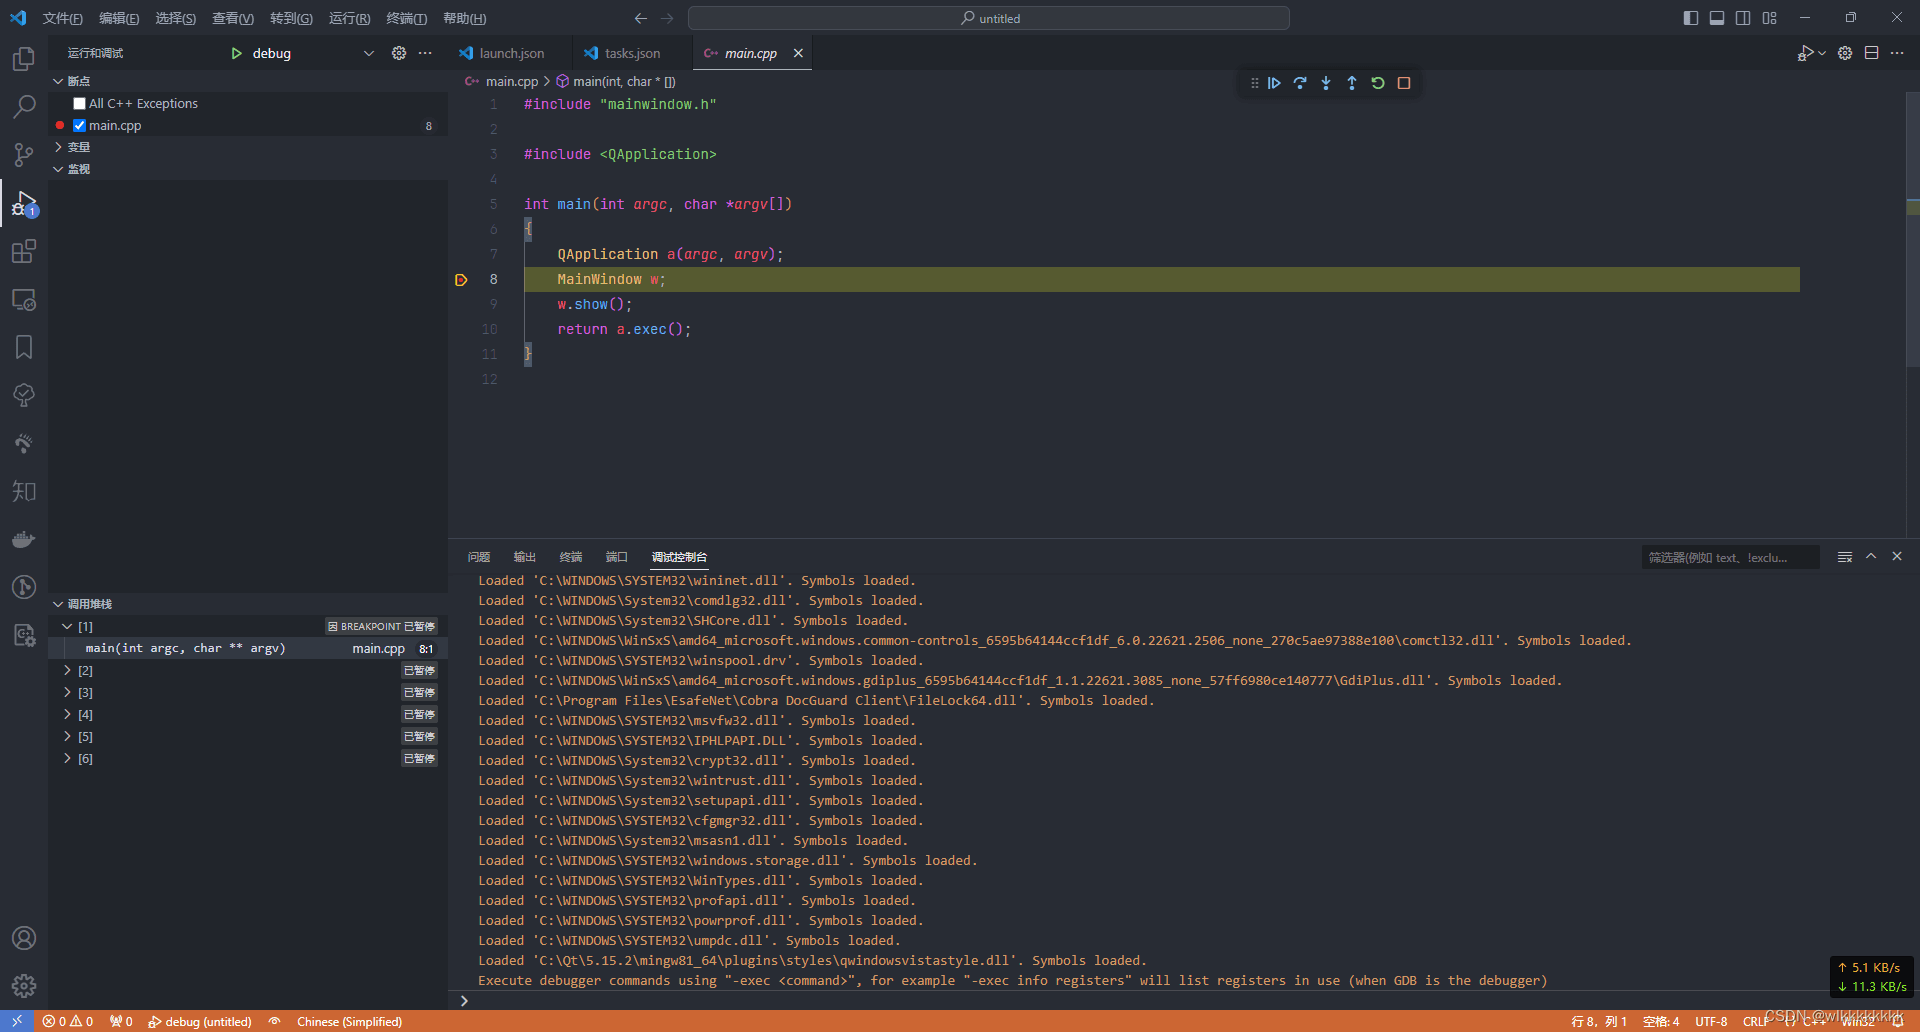 文件(F) 编辑(E) 选择(S) 查看(V) 转到(G) 运行(R) 终端(T) 帮助(H) untitled
运行和调试 debug
launch.json tasks.json main.cpp
main.cpp > main(int, char * [])
断点
All C++ Exceptions
main.cpp 8
变量
监视
1
知
1 #include "mainwindow.h"
2
3 #include <QApplication>
4
5 int main(int argc, char *argv[])
6 {
7 QApplication a(argc, argv);
8 MainWindow w;
9 w.show();
10 return a.exec();
11 }
12
调用堆栈
[1] BREAKPOINT 已暂停
main(int argc, char ** argv) main.cpp 8:1
[2] 已暂停
[3] 已暂停
[4] 已暂停
[5] 已暂停
[6] 已暂停
问题 输出 终端 端口 调试控制台 筛选器(例如 text、!exclu...
Loaded 'C:\WINDOWS\SYSTEM32\wininet.dll'. Symbols loaded.
Loaded 'C:\WINDOWS\System32\comdlg32.dll'. Symbols loaded.
Loaded 'C:\WINDOWS\System32\SHCore.dll'. Symbols loaded.
Loaded 'C:\WINDOWS\WinSxS\amd64_microsoft.windows.common-controls_6595b64144ccf1df_6.0.22621.2506_none_270c5ae97388e100\comctl32.dll'. Symbols loaded.
Loaded 'C:\WINDOWS\SYSTEM32\winspool.drv'. Symbols loaded.
Loaded 'C:\WINDOWS\WinSxS\amd64_microsoft.windows.gdiplus_6595b64144ccf1df_1.1.22621.3085_none_57ff6980ce140777\GdiPlus.dll'. Symbols loaded.
Loaded 'C:\Program Files\EsafeNet\Cobra DocGuard Client\FileLock64.dll'. Symbols loaded.
Loaded 'C:\WINDOWS\SYSTEM32\msvfw32.dll'. Symbols loaded.
Loaded 'C:\WINDOWS\SYSTEM32\IPHLPAPI.DLL'. Symbols loaded.
Loaded 'C:\WINDOWS\System32\crypt32.dll'. Symbols loaded.
Loaded 'C:\WINDOWS\System32\wintrust.dll'. Symbols loaded.
Loaded 'C:\WINDOWS\System32\setupapi.dll'. Symbols loaded.
Loaded 'C:\WINDOWS\System32\cfgmgr32.dll'. Symbols loaded.
Loaded 'C:\WINDOWS\System32\msasn1.dll'. Symbols loaded.
Loaded 'C:\WINDOWS\SYSTEM32\windows.storage.dll'. Symbols loaded.
Loaded 'C:\WINDOWS\SYSTEM32\WinTypes.dll'. Symbols loaded.
Loaded 'C:\WINDOWS\SYSTEM32\profapi.dll'. Symbols loaded.
Loaded 'C:\WINDOWS\SYSTEM32\powrprof.dll'. Symbols loaded.
Loaded 'C:\WINDOWS\SYSTEM32\umpdc.dll'. Symbols loaded.
Loaded 'C:\Qt\5.15.2\mingw81_64\plugins\styles\qwindowsvistastyle.dll'. Symbols loaded.
Execute debugger commands using "-exec <command>", for example "-exec info registers" will list registers in use (when GDB is the debugger)
↑ 5.1 KB/s
↓ 11.3 KB/s
0 0 0 debug (untitled) Chinese (Simplified) 行 8，列 1 空格: 4 UTF-8 CRLF {} C++ Win32
CSDN @wlkkkkkkkk